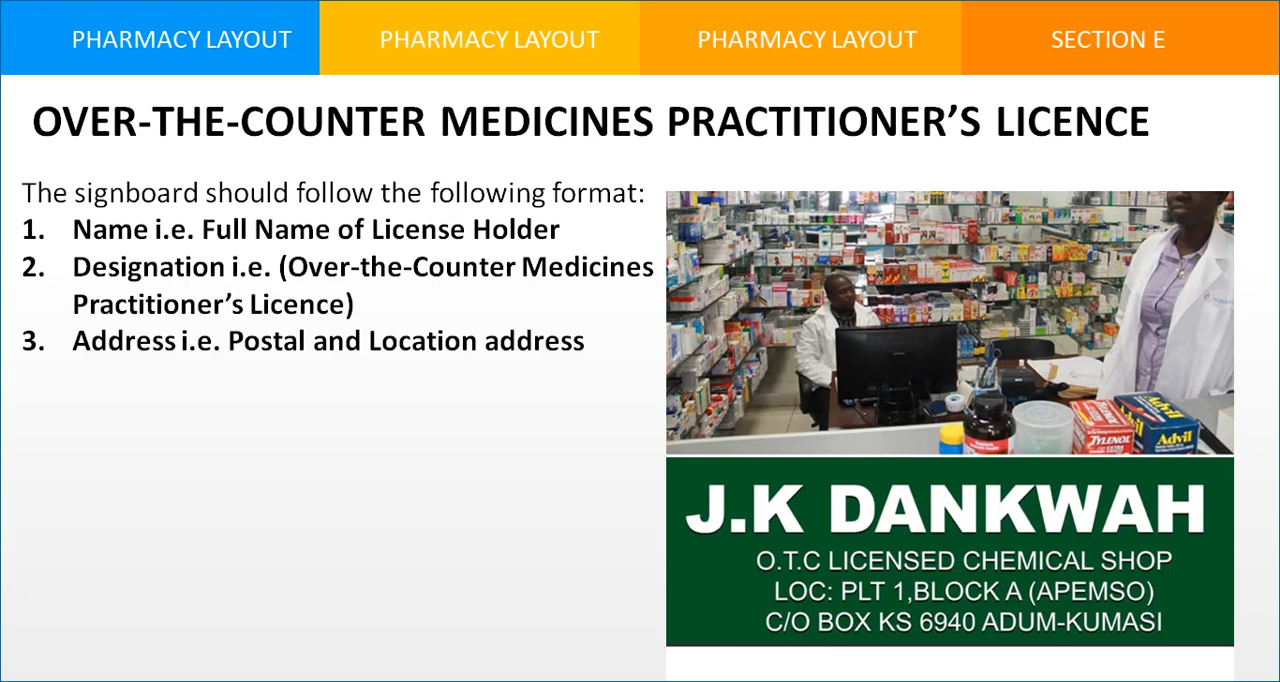 PHARMACY LAYOUT
PHARMACY LAYOUT
PHARMACY LAYOUT
SECTION E
OVER-THE-COUNTER MEDICINES PRACTITIONER’S LICENCE
The signboard should follow the following format:
1. Name i.e. Full Name of License Holder
2. Designation i.e. (Over-the-Counter Medicines
Practitioner’s Licence)
3. Address i.e. Postal and Location address
TYLENOL
Advil
Advil
J.K DANKWAH
O.T.C LICENSED CHEMICAL SHOP
LOC: PLT 1,BLOCK A (APEMSO)
C/O BOX KS 6940 ADUM-KUMASI